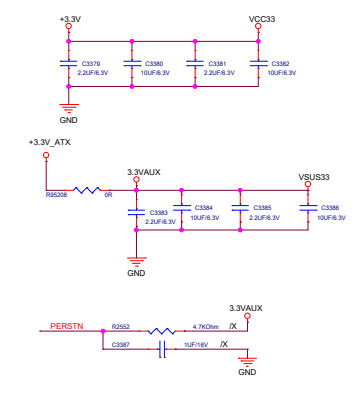 +3.3V VCC33
C3379 C3380 C3381 C3382
2.2UF/6.3V 10UF/6.3V 2.2UF/6.3V 10UF/6.3V
GND
+3.3V_ATX
3.3VAUX VSUS33
R95208 0R
C3383 C3384 C3385 C3386
2.2UF/6.3V 10UF/6.3V 2.2UF/6.3V 10UF/6.3V
GND
3.3VAUX
PERSTN R2552 4.7KOhm /X
C3387 1UF/16V /X
GND